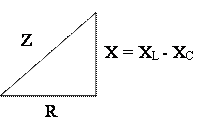 Z
X = XL - XC
R